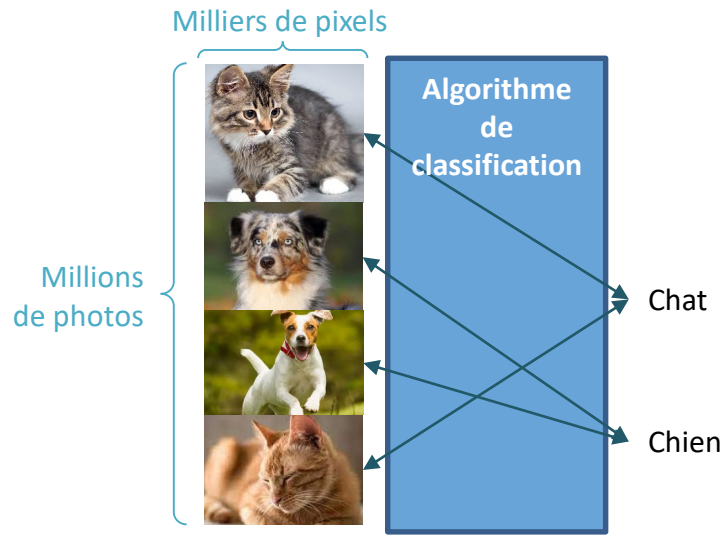 Milliers de pixels
Algorithme
de
classification
Millions
de photos
Chat
Chien